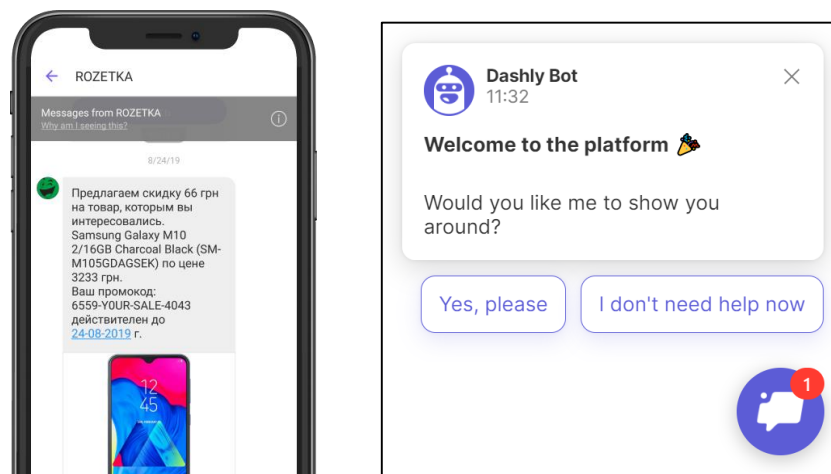 ROZETKA
Messages from ROZETKA
Why am I seeing this?
8/24/19
Предлагаем скидку 66 грн
на товар, которым вы
интересовались.
Samsung Galaxy M10
2/16GB Charcoal Black (SM-
M105GDAGSEK) по цене
3233 грн.
Ваш промокод:
6559-Y0UR-SALE-4043
действителен до
24-08-2019 г.
12
45
Dashly Bot
11:32
Welcome to the platform 🎉
Would you like me to show you
around?
Yes, please
I don't need help now
1